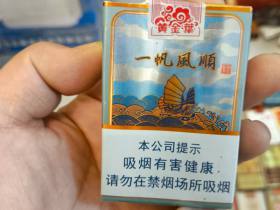 黄金葉
一帆風順
本公司提示
吸烟有害健康
请勿在禁烟场所吸烟